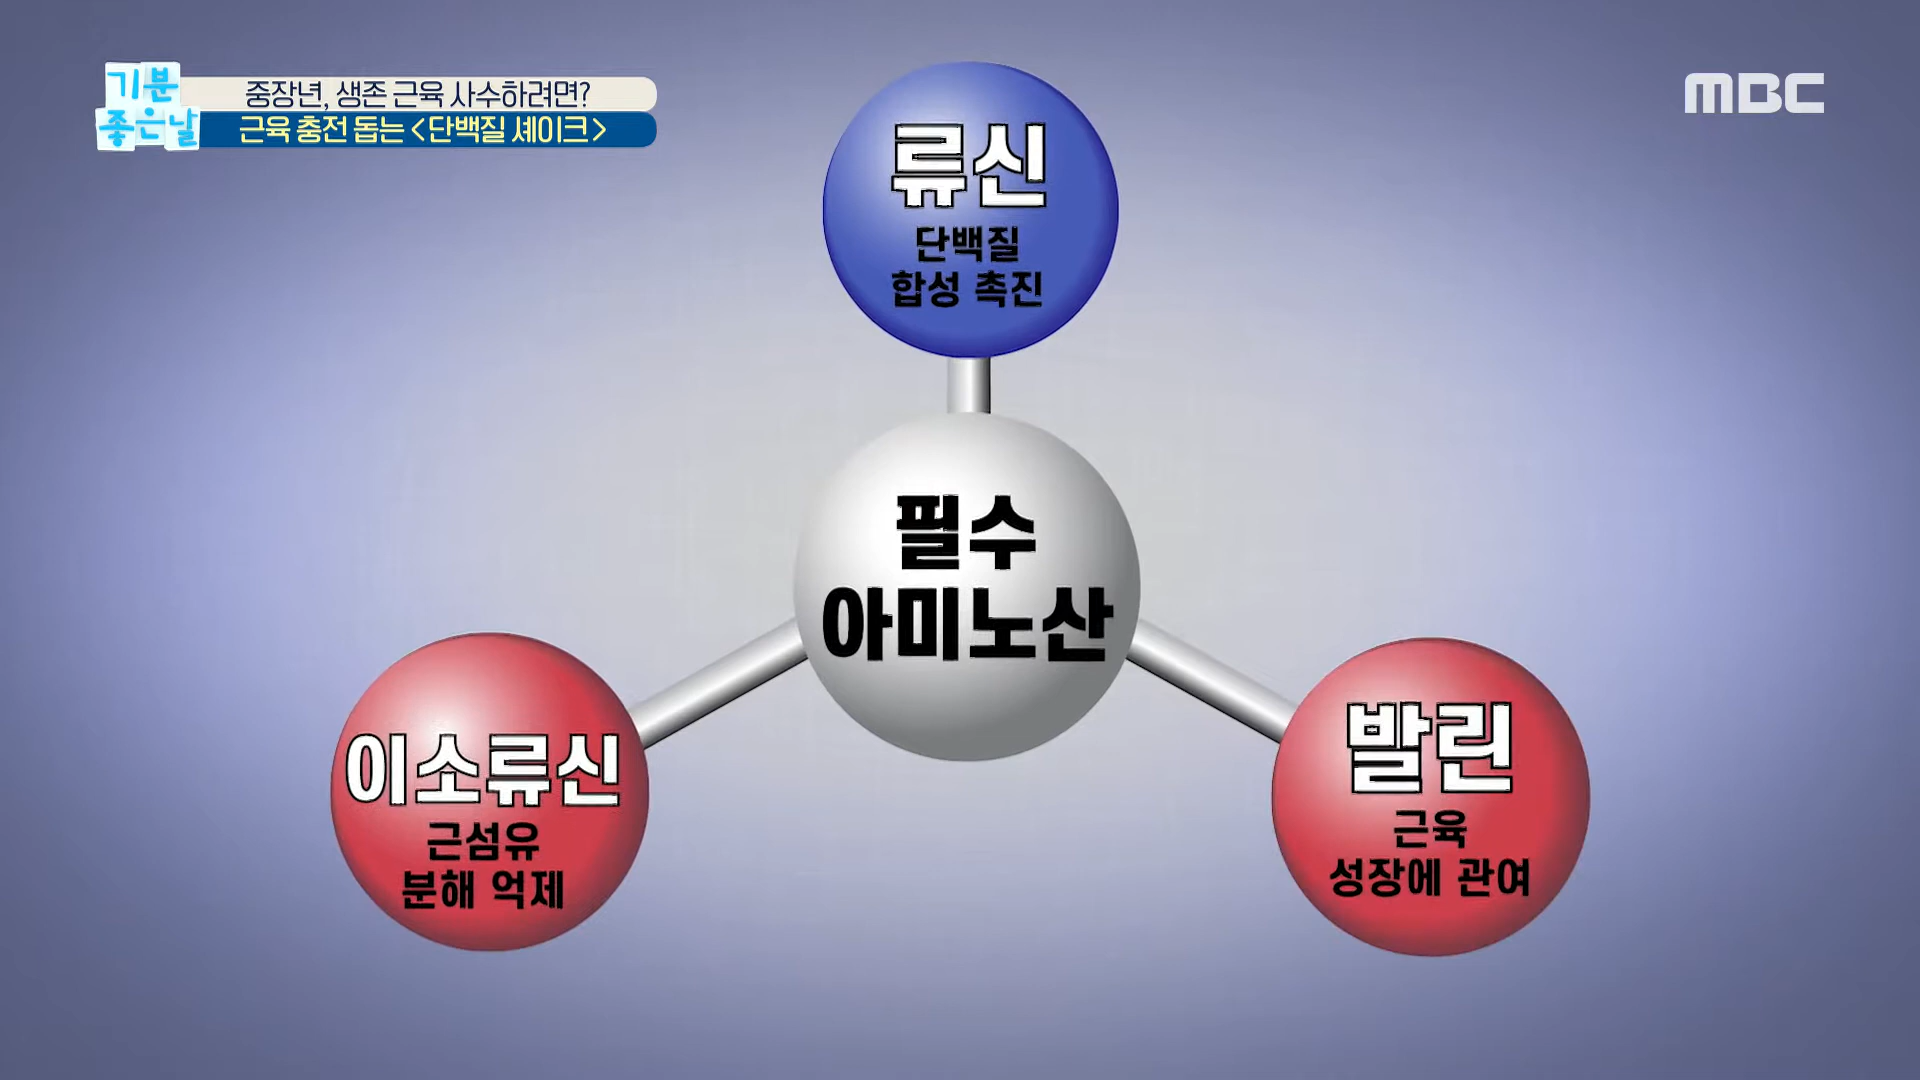 기분
좋은날
중장년, 생존 근육 사수하려면?
근육 충전 돕는 <단백질 셰이크>
MBC
류신
단백질
합성 촉진
필수
아미노산
이소류신
근섬유
분해 억제
발린
근육
성장에 관여